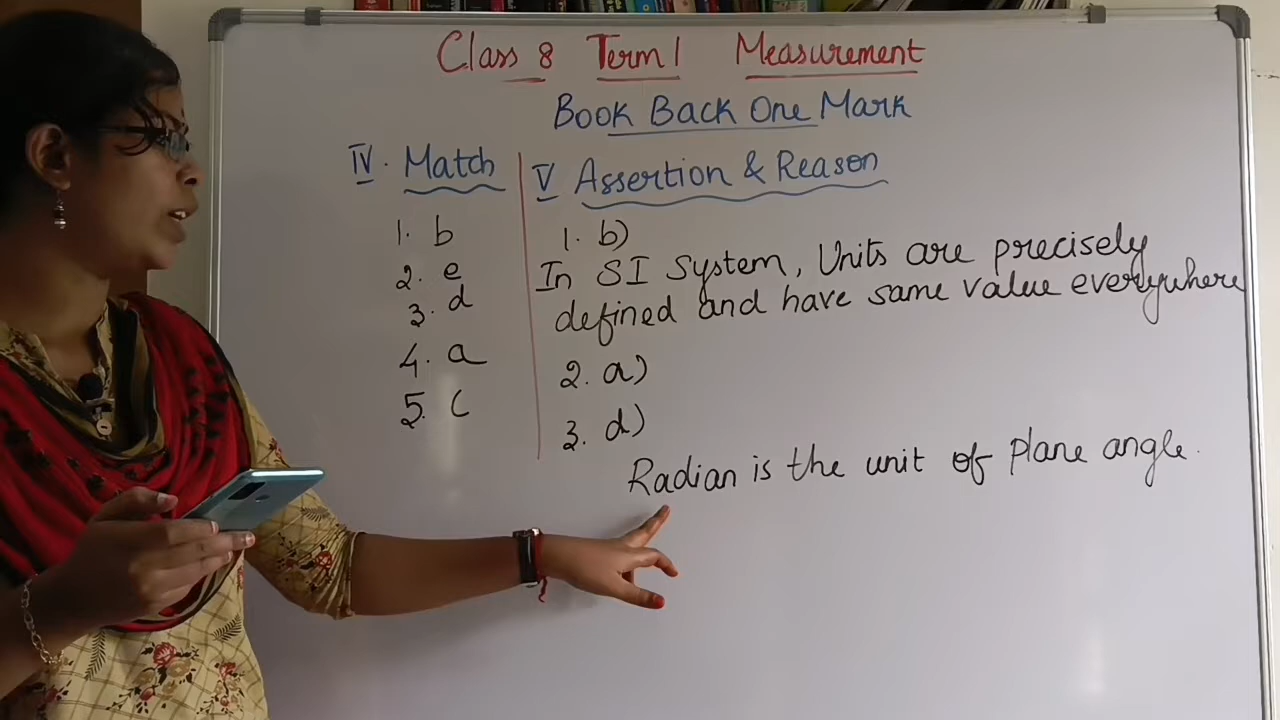 Class 8 Term 1 Measurement
Book Back One Mark
IV. Match
1. b
2. e
3. d
4. a
5. c
V Assertion & Reason
1. b)
In SI System, Units are precisely
defined and have same value everywhere
2. a)
3. d)
Radian is the unit of plane angle.